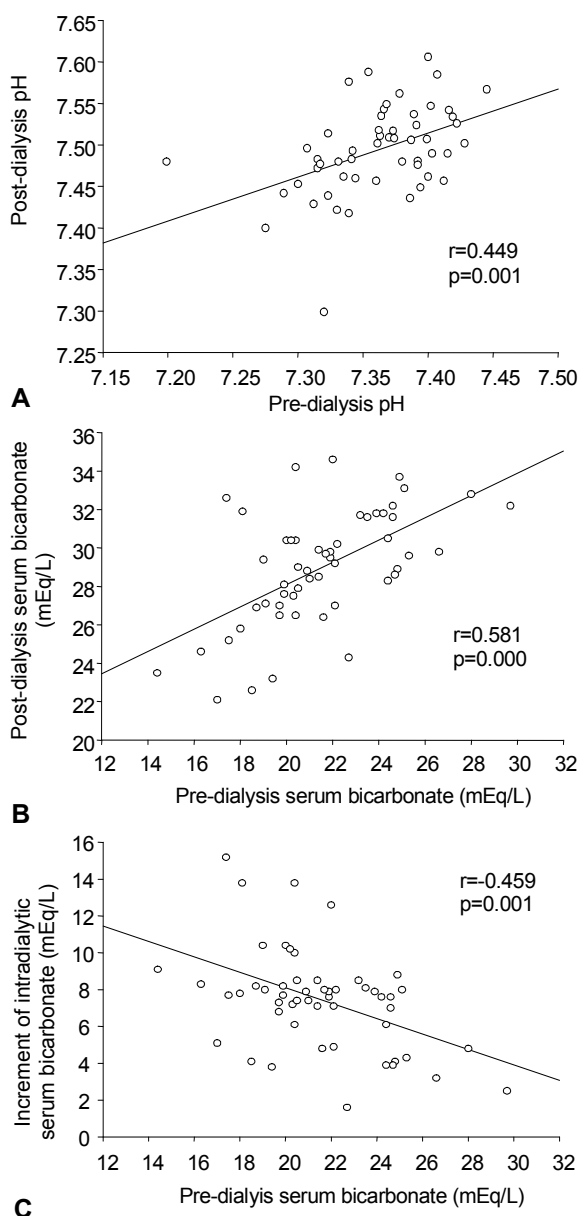 Post-dialysis pH
7.65
7.60
7.55
7.50
7.45
7.40
7.35
7.30
7.25
r=0.449
p=0.001
7.15 7.20 7.25 7.30 7.35 7.40 7.45 7.50
Pre-dialysis pH
A
Post-dialysis serum bicarbonate
(mEq/L)
36
34
32
30
28
26
24
22
20
r=0.581
p=0.000
12 14 16 18 20 22 24 26 28 30 32
Pre-dialysis serum bicarbonate (mEq/L)
B
Increment of intradialytic
serum bicarbonate (mEq/L)
16
14
12
10
8
6
4
2
0
r=-0.459
p=0.001
12 14 16 18 20 22 24 26 28 30 32
Pre-dialyis serum bicarbonate (mEq/L)
C